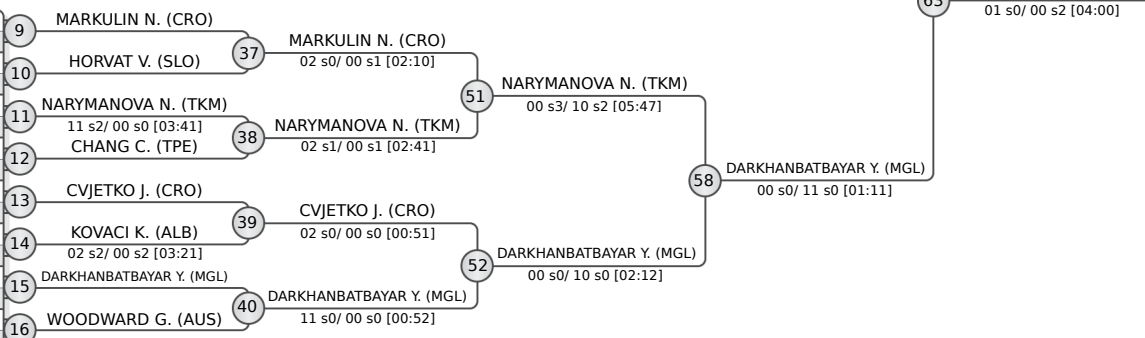 63
01 s0/ 00 s2 [04:00]
9
MARKULIN N. (CRO)
10
HORVAT V. (SLO)
37
MARKULIN N. (CRO)
02 s0/ 00 s1 [02:10]
11
NARYMANOVA N. (TKM)
11 s2/ 00 s0 [03:41]
12
CHANG C. (TPE)
38
NARYMANOVA N. (TKM)
02 s1/ 00 s1 [02:41]
51
NARYMANOVA N. (TKM)
00 s3/ 10 s2 [05:47]
13
CVJETKO J. (CRO)
14
KOVACI K. (ALB)
02 s2/ 00 s2 [03:21]
39
CVJETKO J. (CRO)
02 s0/ 00 s0 [00:51]
15
DARKHANBATBAYAR Y. (MGL)
16
WOODWARD G. (AUS)
40
DARKHANBATBAYAR Y. (MGL)
11 s0/ 00 s0 [00:52]
52
DARKHANBATBAYAR Y. (MGL)
00 s0/ 10 s0 [02:12]
58
DARKHANBATBAYAR Y. (MGL)
00 s0/ 11 s0 [01:11]